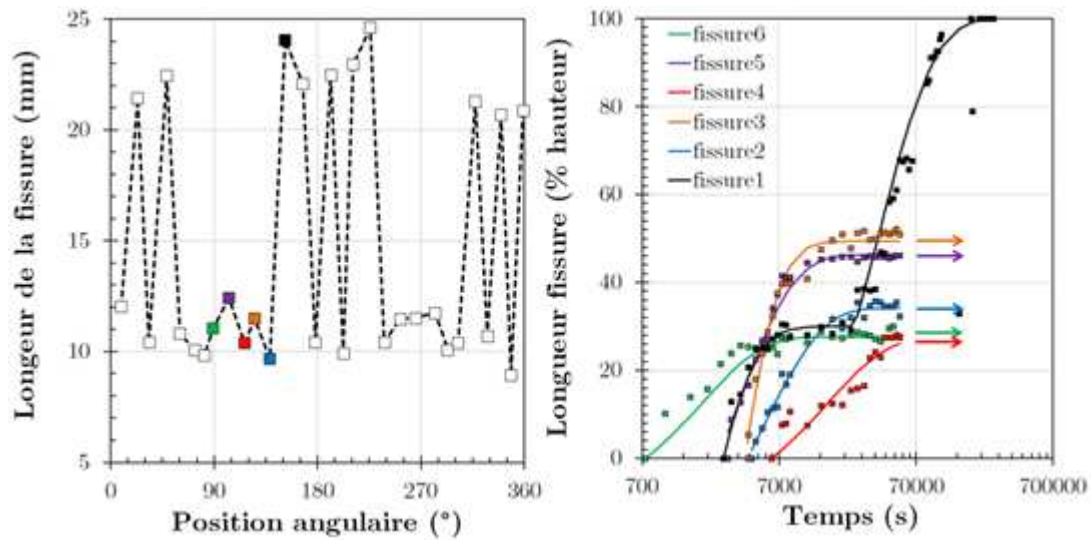 Longeur de la fissure (mm)
25
20
15
10
5
0
90
180
270
360
Position angulaire (°)
Longueur fissure (% hauteur)
100
80
60
40
20
0
fissure6
fissure5
fissure4
fissure3
fissure2
fissure1
700
7000
70000
700000
Temps (s)